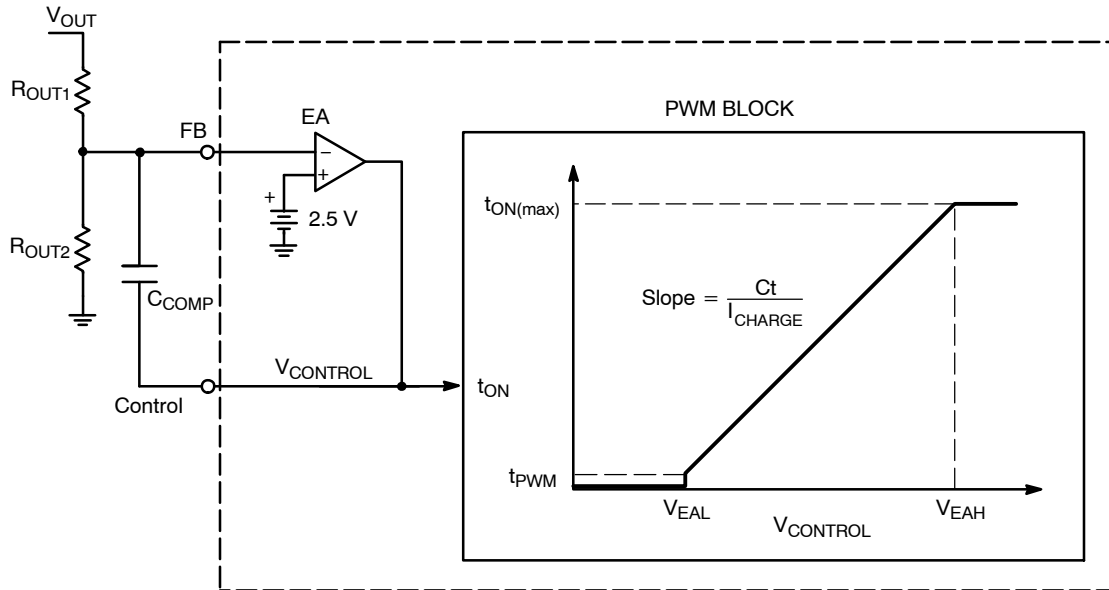 VOUT
ROUT1
FB
EA
PWM BLOCK
−
+
+
2.5 V
ROUT2
CCOMP
VCONTROL
Control
tON
tON(max)
Slope = Ct
ICHARGE
tPWM
VEAL
VCONTROL
VEAH